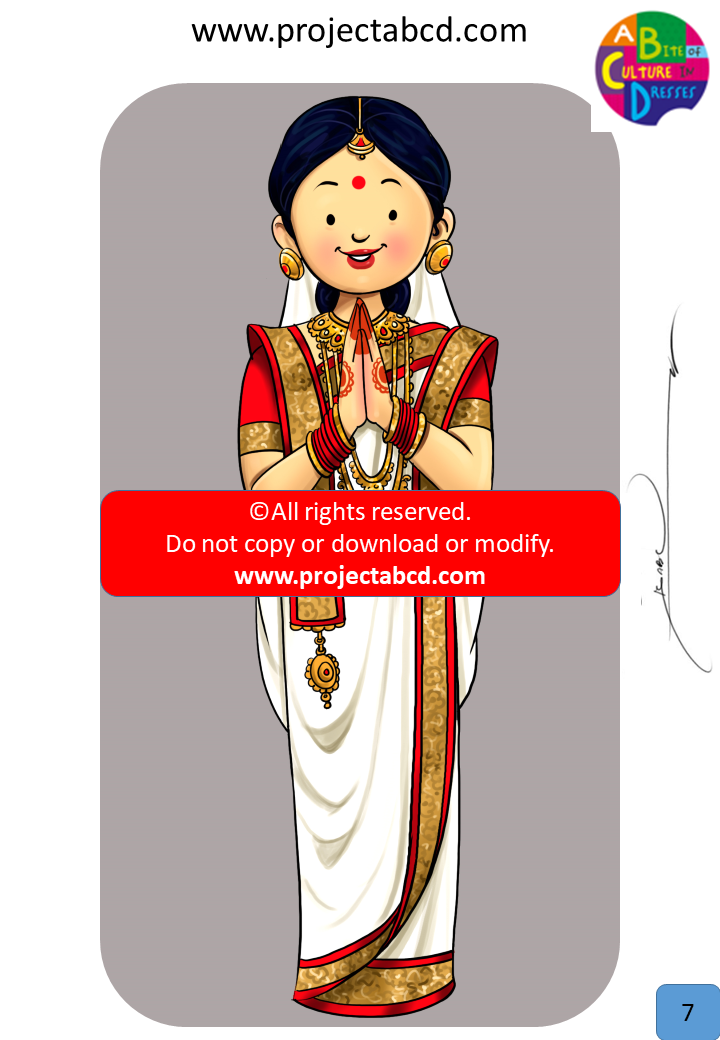 www.projectabcd.com
A BITE OF
CULTURE IN
DRESSES
©All rights reserved.
Do not copy or download or modify.
www.projectabcd.com
7